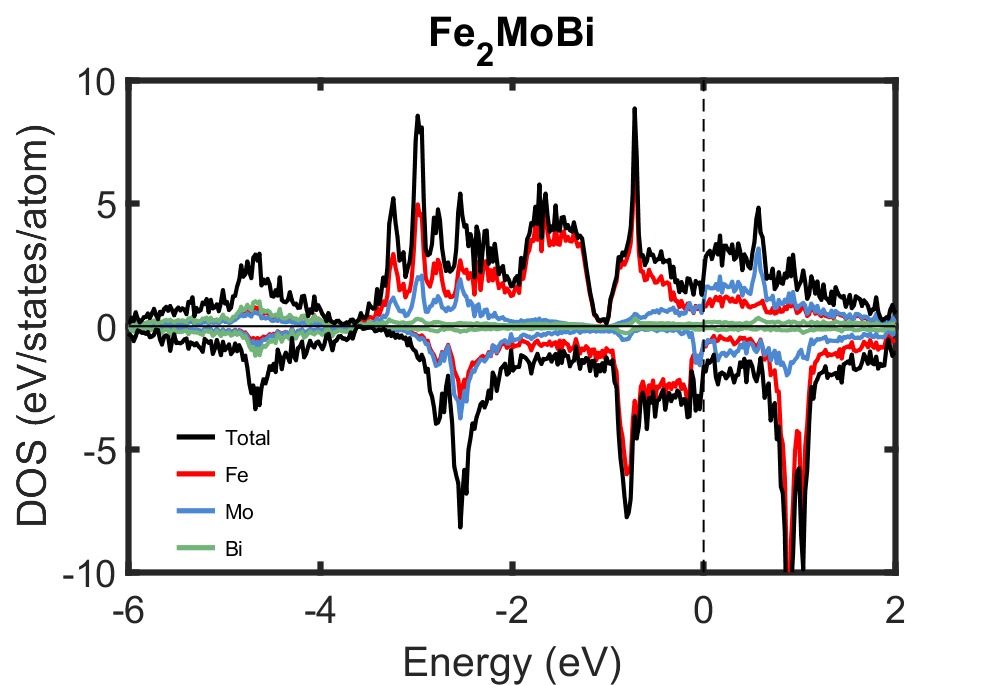 Fe2MoBi
10
5
0
-5
-10
DOS (eV/states/atom)
Total
Fe
Mo
Bi
-6 -4 -2 0 2
Energy (eV)